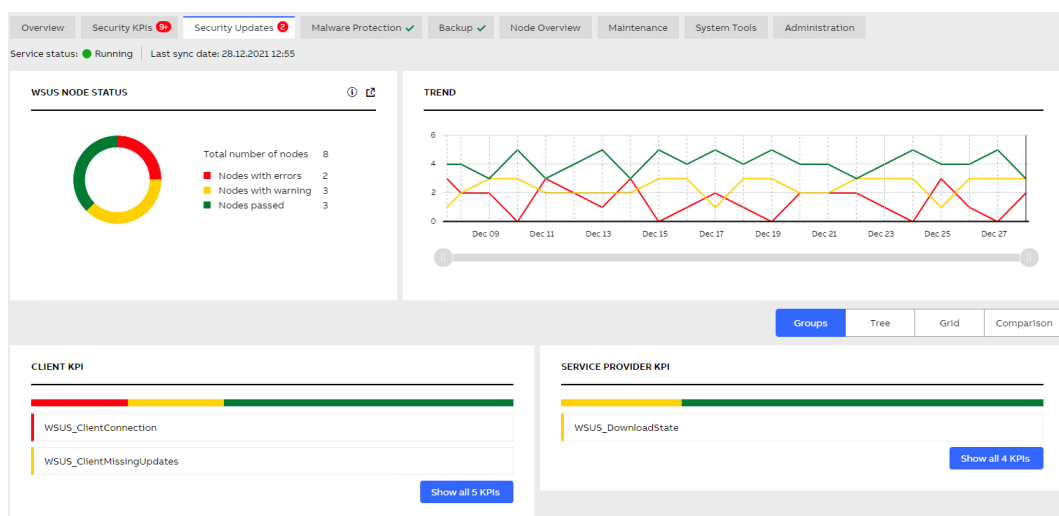 Overview Security KPIs 9+ Security Updates 2 Malware Protection Backup Node Overview Maintenance System Tools Administration
Service status: Running Last sync date: 28.12.2021 12:55
WSUS NODE STATUS
Total number of nodes 8
Nodes with errors 2
Nodes with warning 3
Nodes passed 3
TREND
6
4
2
0
Dec 09 Dec 11 Dec 13 Dec 15 Dec 17 Dec 19 Dec 21 Dec 23 Dec 25 Dec 27
Groups Tree Grid Comparison
CLIENT KPI
WSUS_ClientConnection
WSUS_ClientMissingUpdates
Show all 5 KPIs
SERVICE PROVIDER KPI
WSUS_DownloadState
Show all 4 KPIs